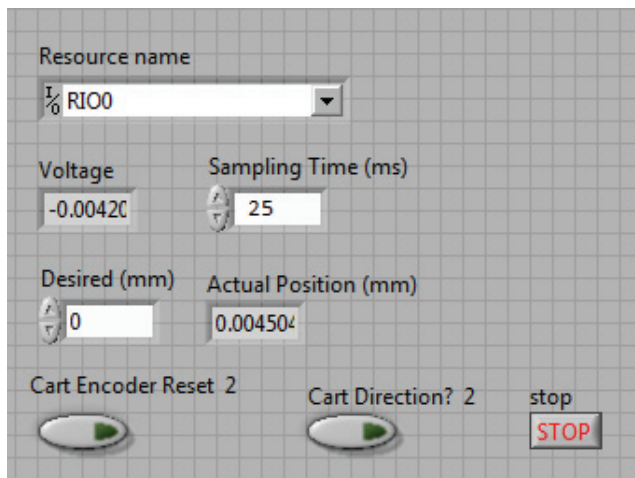 Resource name
I/O RIO0
Voltage Sampling Time (ms)
-0.00420 25
Desired (mm) Actual Position (mm)
0 0.004504
Cart Encoder Reset 2 Cart Direction? 2 stop
STOP